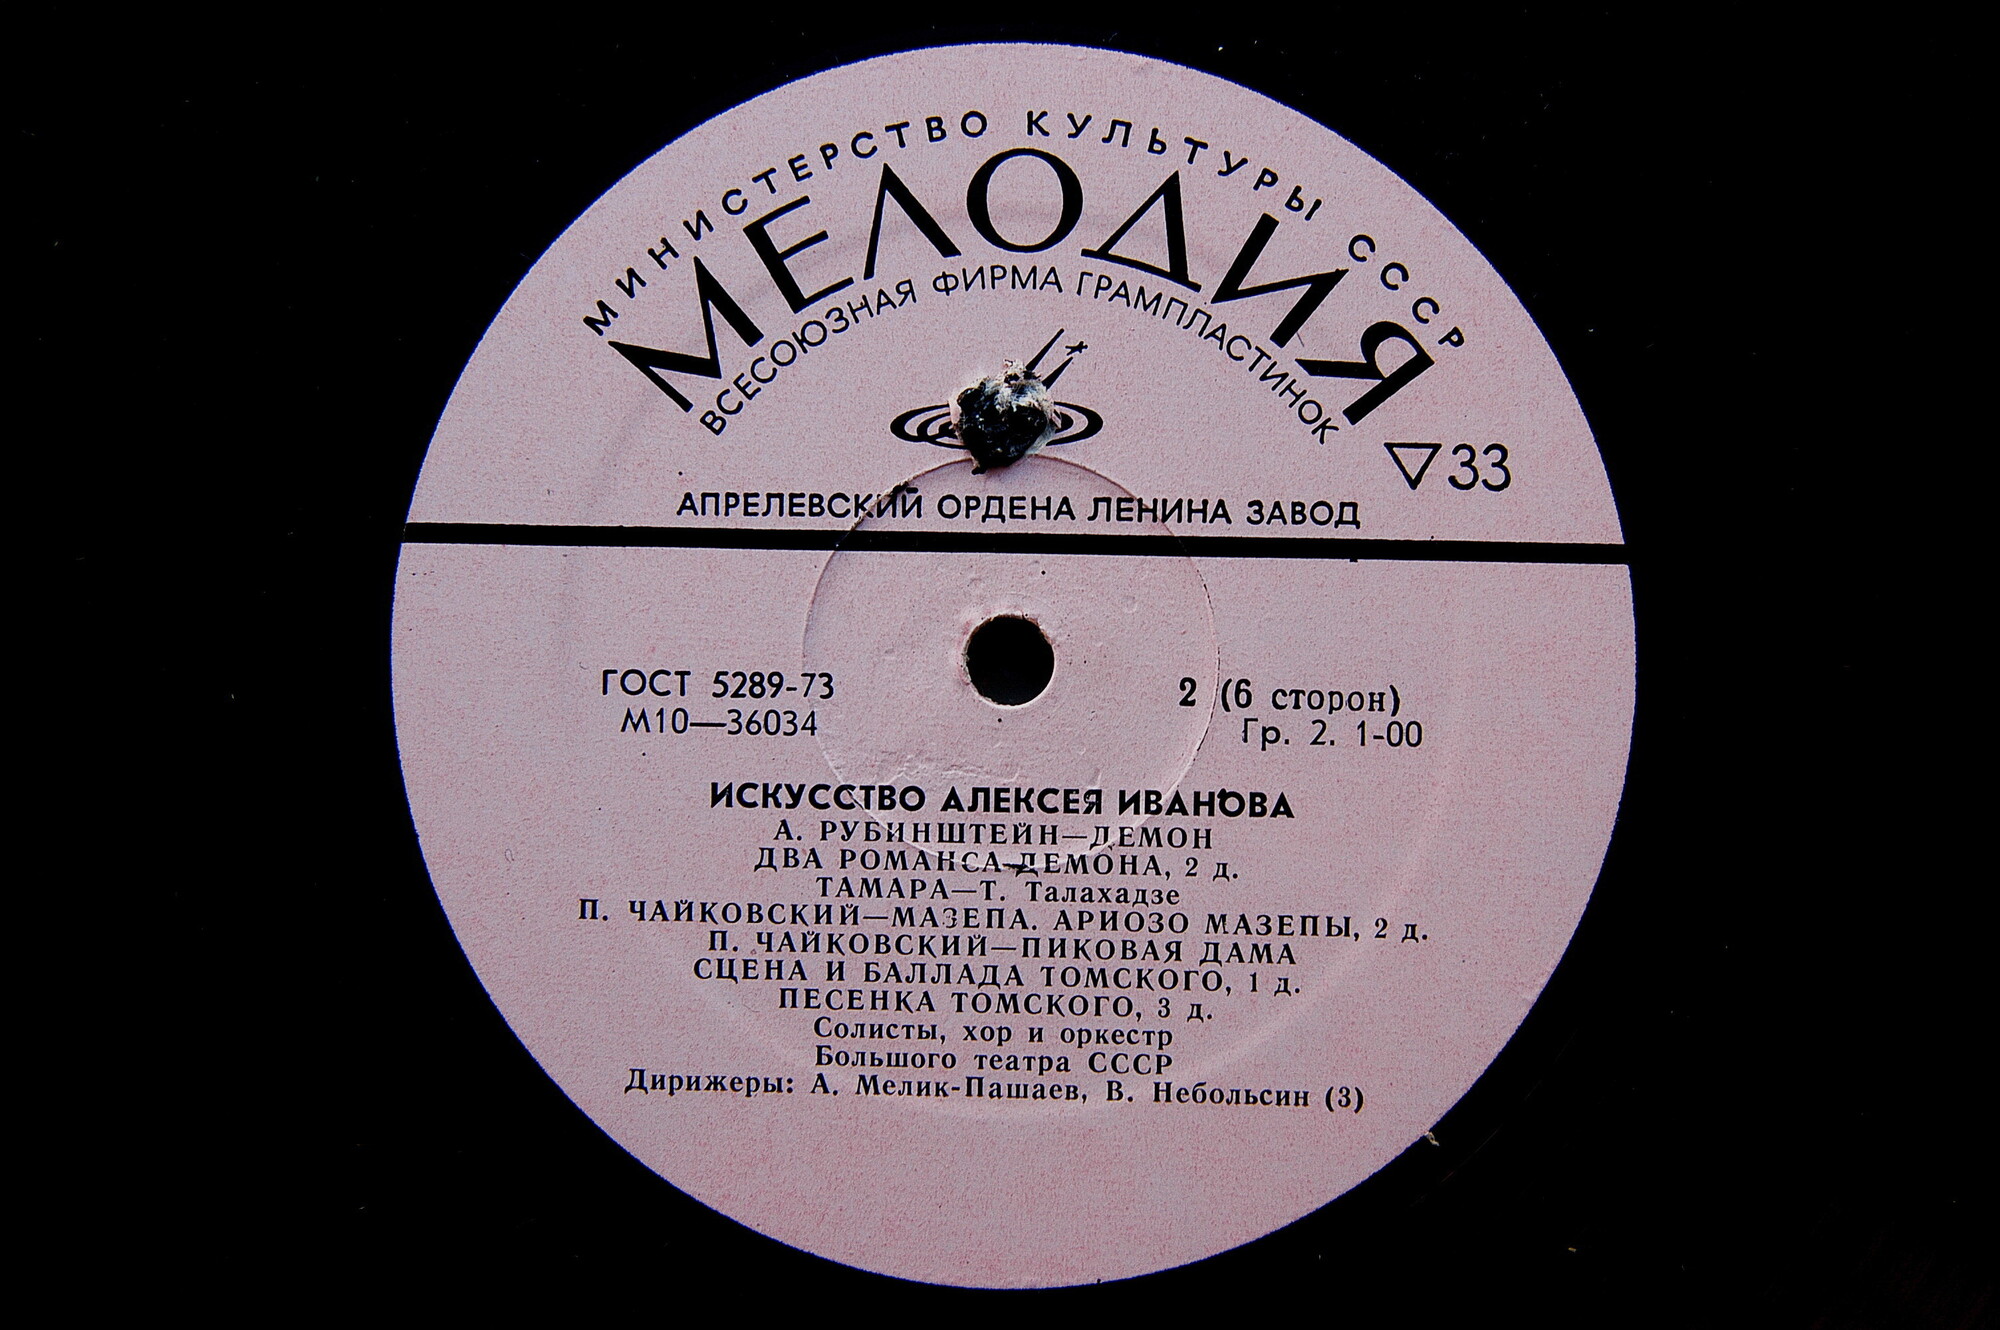 МИНИСТЕРСТВО КУЛЬТУРЫ СССР
МЕЛОДИЯ
ВСЕСОЮЗНАЯ ФИРМА ГРАМПЛАСТИНОК
▽33
АПРЕЛЕВСКИЙ ОРДЕНА ЛЕНИНА ЗАВОД
ГОСТ 5289-73
М10—36034
2 (6 сторон)
Гр. 2. 1-00
ИСКУССТВО АЛЕКСЕЯ ИВАНОВА
А. РУБИНШТЕЙН—ДЕМОН
ДВА РОМАНСА ДЕМОНА, 2 д.
ТАМАРА—Т. Талахадзе
П. ЧАЙКОВСКИЙ—МАЗЕПА. АРИОЗО МАЗЕПЫ, 2 д.
П. ЧАЙКОВСКИЙ—ПИКОВАЯ ДАМА
СЦЕНА И БАЛЛАДА ТОМСКОГО, 1 д.
ПЕСЕНКА ТОМСКОГО, 3 д.
Солисты, хор и оркестр
Большого театра СССР
Дирижеры: А. Мелик-Пашаев, В. Небольсин (3)